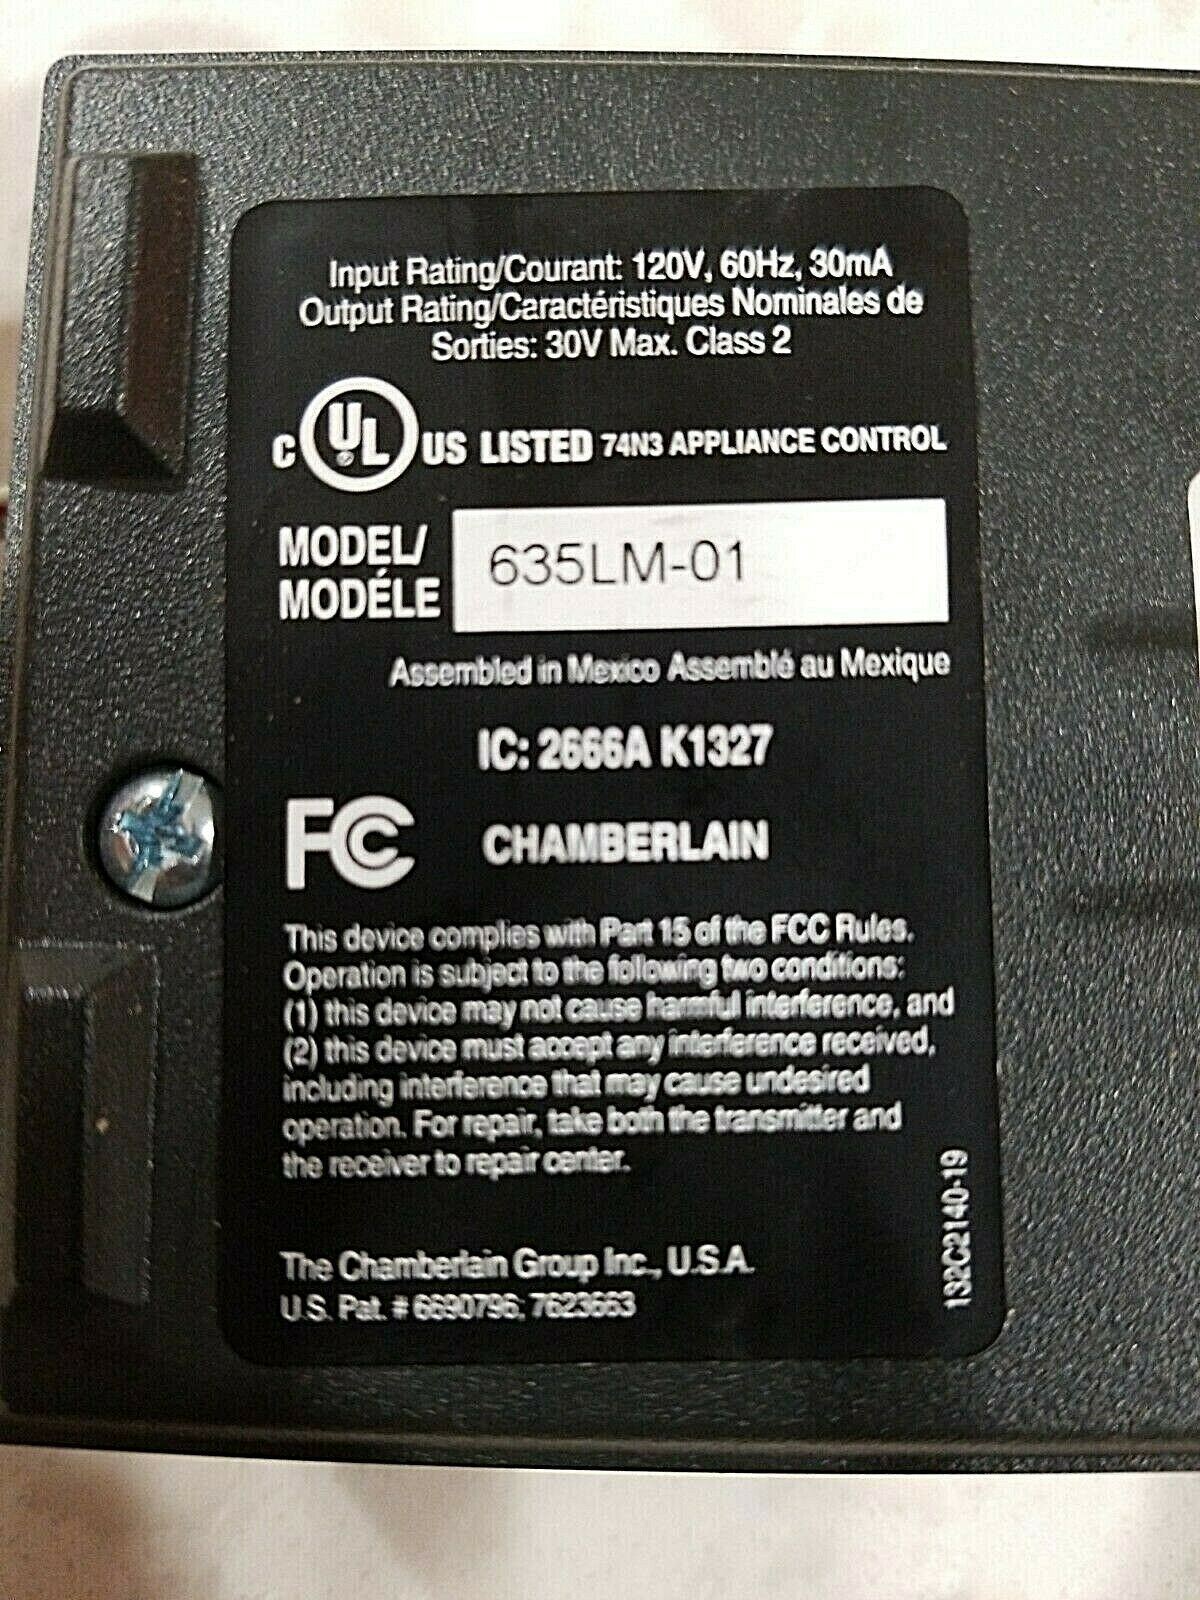 Input Rating/Courant: 120V, 60Hz, 30mA
Output Rating/Caractéristiques Nominales de
Sorties: 30V Max. Class 2
C UL US LISTED 74N3 APPLIANCE CONTROL
MODEL/
MODÉLE
635LM-01
Assembled in Mexico Assemblé au Mexique
IC: 2666A K1327
FC CHAMBERLAIN
This device complies with Part 15 of the FCC Rules.
Operation is subject to the following two conditions:
(1) this device may not cause harmful interference, and
(2) this device must accept any interference received,
including interference that may cause undesired
operation. For repair, take both the transmitter and
the receiver to repair center.
The Chamberlain Group Inc., U.S.A.
U.S. Pat. # 6690796; 7623663
132C2140-19